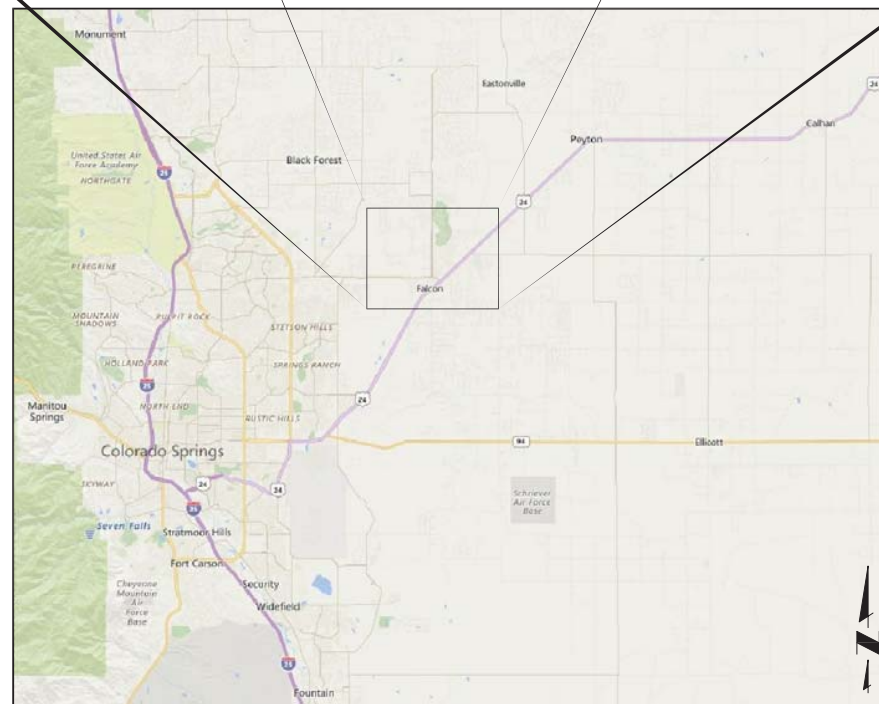 Monument
24
Eastonville
Calhan
Peyton
United States Air
Force Academy
NORTHGATE
Black Forest
25
24
PEREGRINE
Falcon
MOUNTAIN
SHADOWS
PULPIT ROCK
STETSON HILLS
HOLLAND PARK
SPRINGS RANCH
25
24
Manitou
Springs
NORTH END
RUSTIC HILLS
94
Ellicott
Colorado Springs
SKYWAY
24
24
Schriever
Air Force
Base
25
Seven Falls
Stratmoor Hills
Fort Carson
Security
Cheyenne
Mountain
Air
Force
Base
Widefield
N
25
Fountain